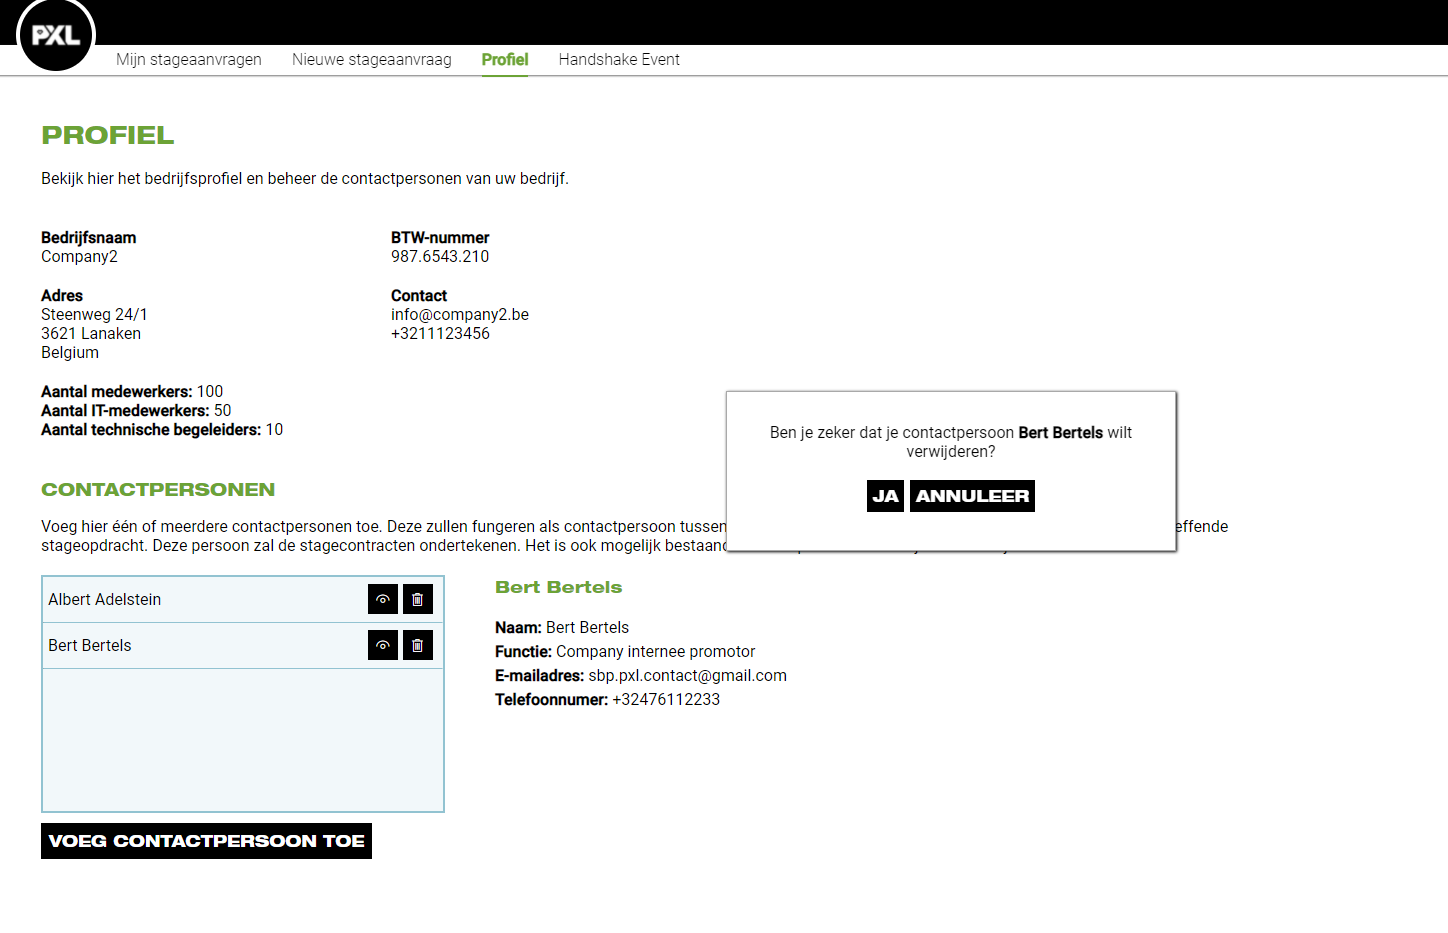 PXL
Mijn stageaanvragen Nieuwe stageaanvraag Profiel Handshake Event
PROFIEL
Bekijk hier het bedrijfsprofiel en beheer de contactpersonen van uw bedrijf.
Bedrijfsnaam
Company2
BTW-nummer
987.6543.210
Adres
Steenweg 24/1
3621 Lanaken
Belgium
Contact
info@company2.be
+3211123456
Aantal medewerkers: 100
Aantal IT-medewerkers: 50
Aantal technische begeleiders: 10
Ben je zeker dat je contactpersoon Bert Bertels wilt
verwijderen?
JA ANNULEER
CONTACTPERSONEN
Voeg hier één of meerdere contactpersonen toe. Deze zullen fungeren als contactpersoon tussen effende
stageopdracht. Deze persoon zal de stagecontracten ondertekenen. Het is ook mogelijk bestaand
Albert Adelstein
Bert Bertels
Bert Bertels
Naam: Bert Bertels
Functie: Company internee promotor
E-mailadres: sbp.pxl.contact@gmail.com
Telefoonnumer: +32476112233
VOEG CONTACTPERSOON TOE